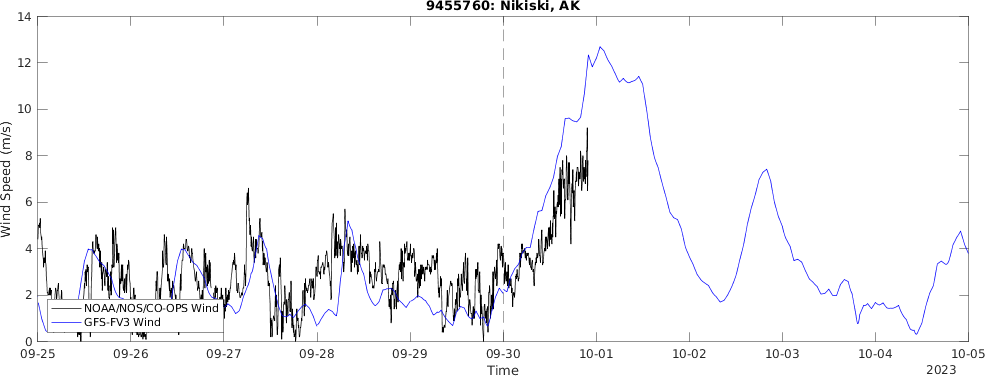 9455760: Nikiski, AK
14
12
10
8
6
4
2
0
Wind Speed (m/s)
NOAA/NOS/CO-OPS Wind
GFS-FV3 Wind
09-25 09-26 09-27 09-28 09-29 09-30 10-01 10-02 10-03 10-04 10-05
Time
2023